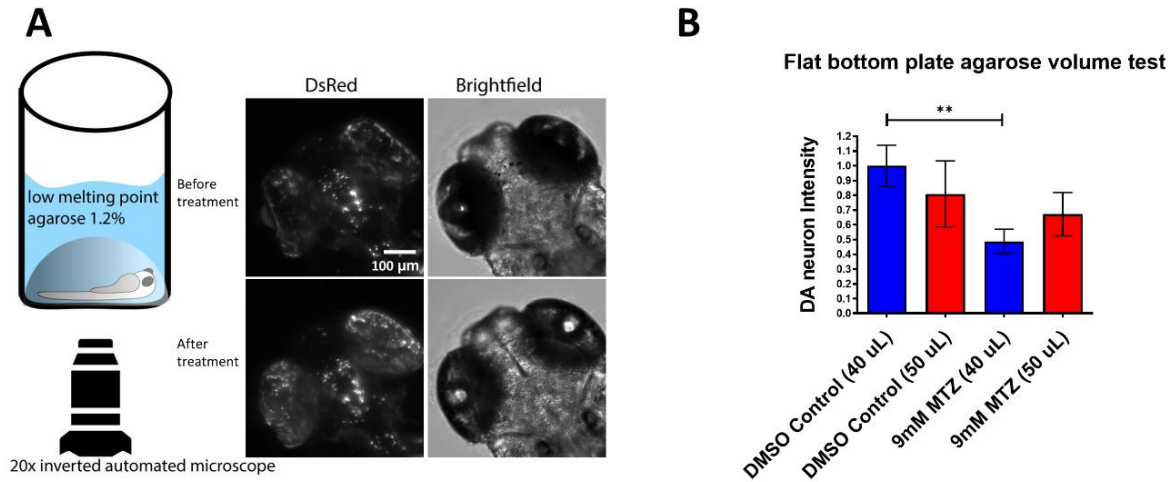 A
low melting point
agarose 1.2%
20x inverted automated microscope
Before
treatment
After
treatment
DsRed
Brightfield
100 µm
B
Flat bottom plate agarose volume test
**
DA neuron Intensity
1.2
1.1
1.0
0.9
0.8
0.7
0.6
0.5
0.4
0.3
0.2
0.1
0.0
DMSO Control (40 uL)
DMSO Control (50 uL)
9mM MTZ (40 uL)
9mM MTZ (50 uL)